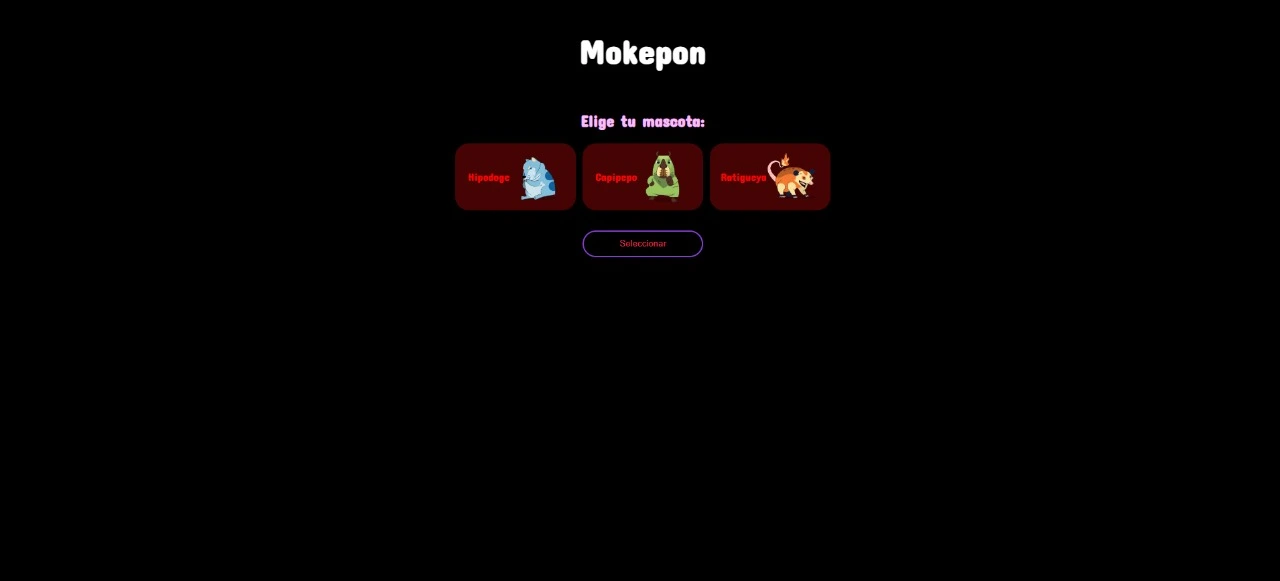 Mokepon
Elige tu mascota:
Hipodoge
Capipepo
Ratigueya
Seleccionar